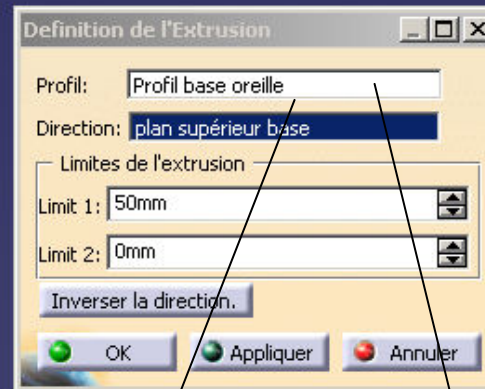 Definition de l'Extrusion
Profil: Profil base oreille
Direction: plan supérieur base
Limites de l'extrusion
Limit 1: 50mm
Limit 2: 0mm
Inverser la direction.
OK Appliquer Annuler